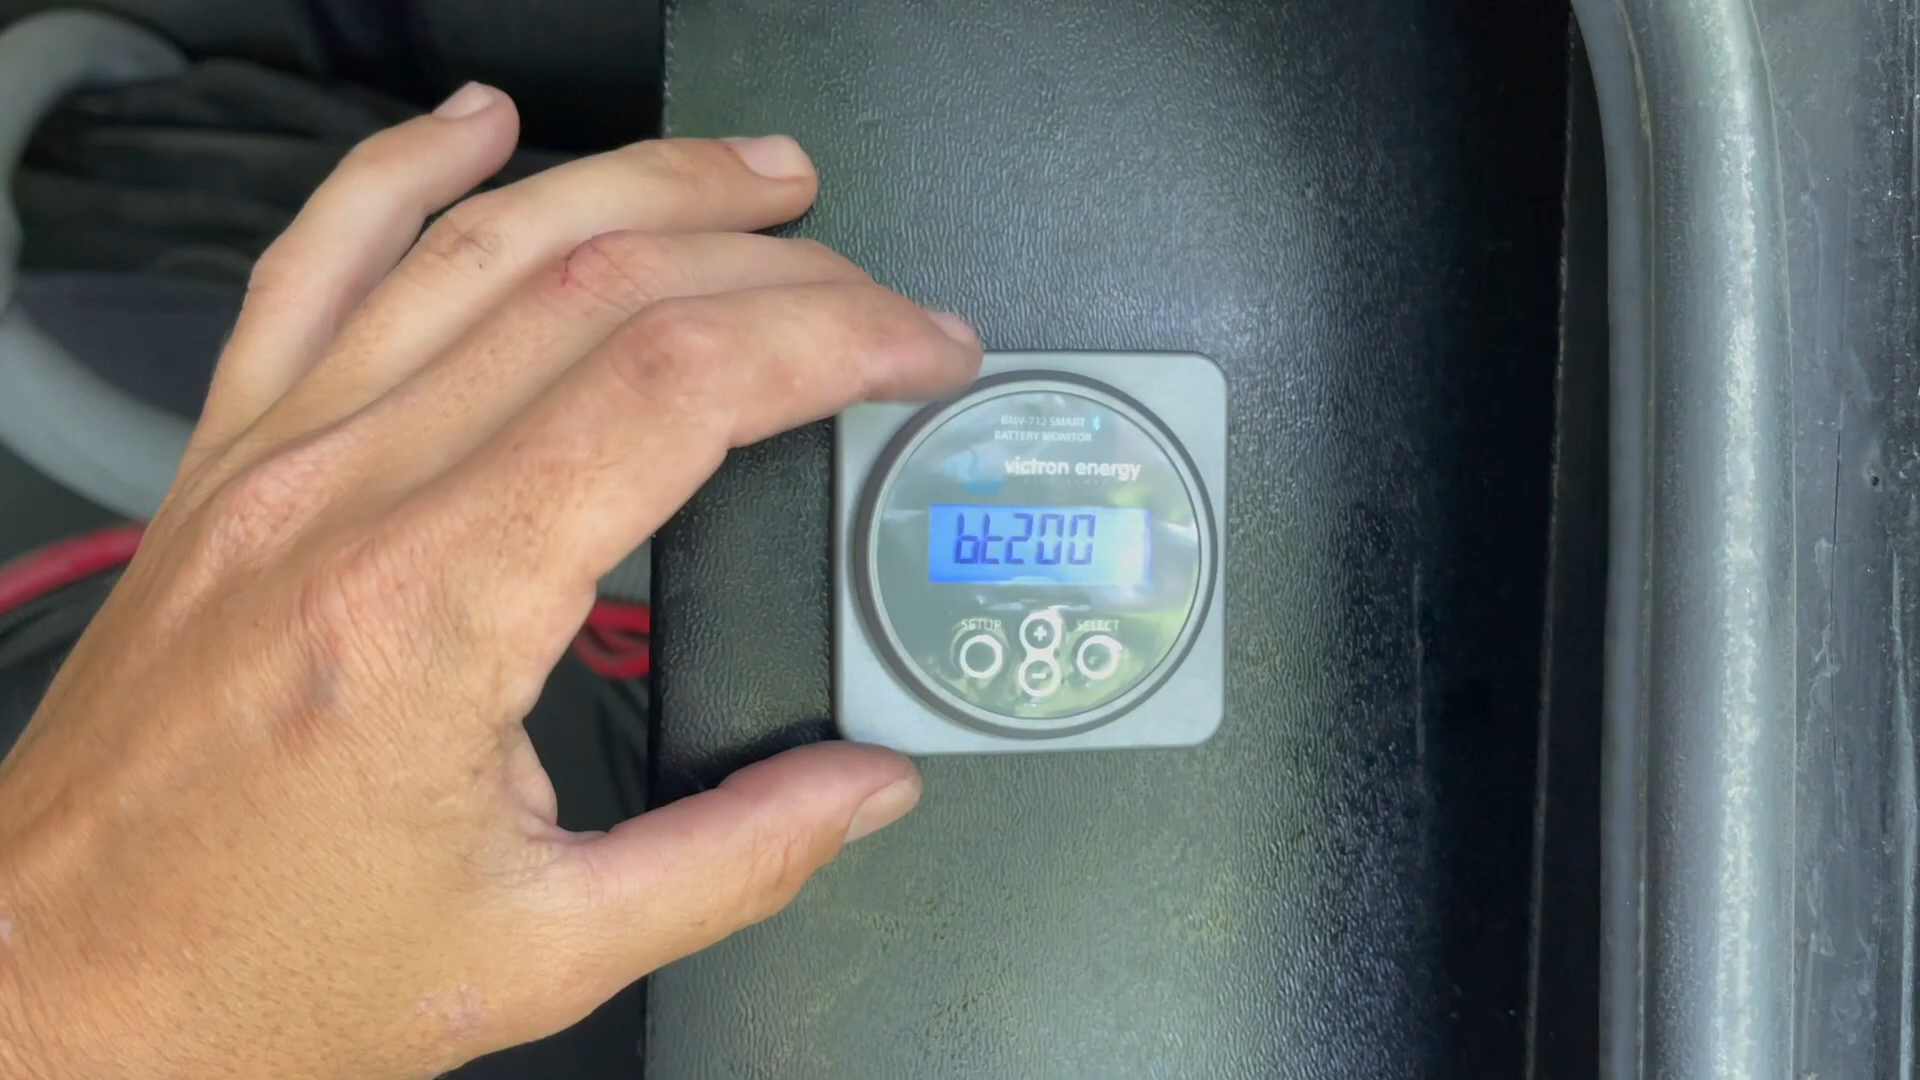 BMV-712 SMART
BATTERY MONITOR
victron energy
bt200
SETUP
+
SELECT
-